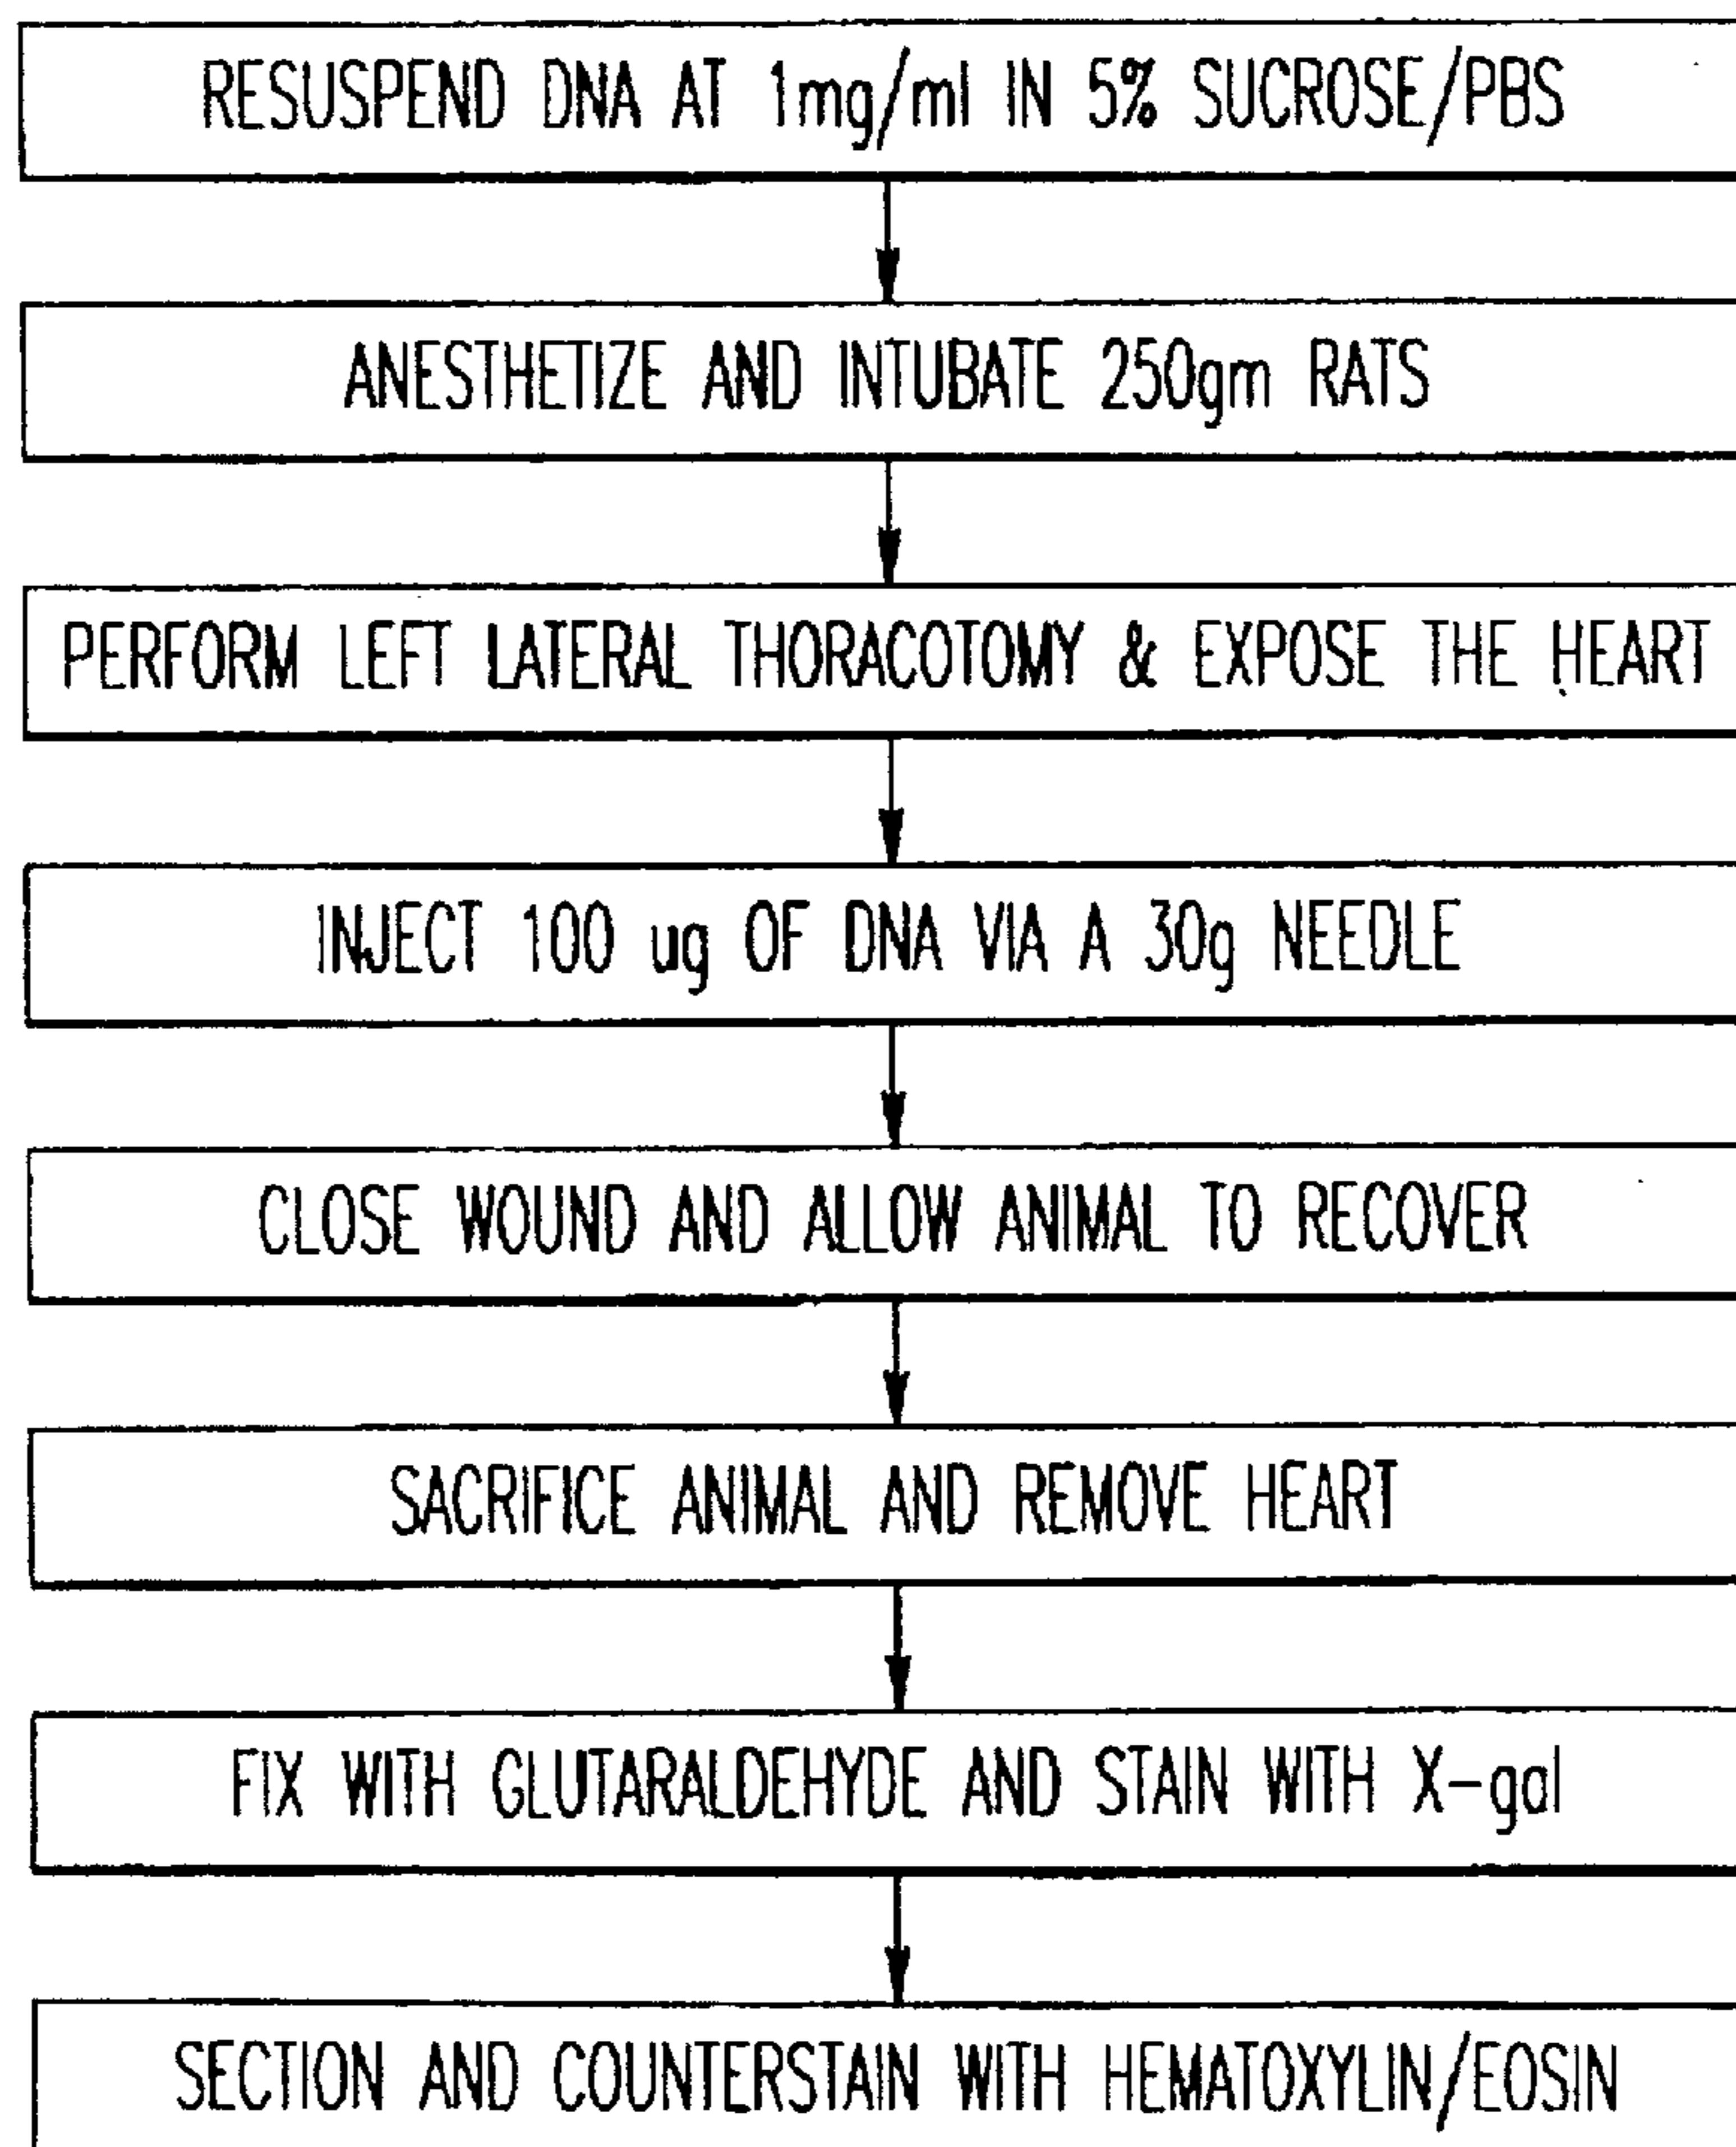 RESUSPEND DNA AT 1mg/ml IN 5% SUCROSE/PBS
ANESTHETIZE AND INTUBATE 250gm RATS
PERFORM LEFT LATERAL THORACOTOMY & EXPOSE THE HEART
INJECT 100 ug OF DNA VIA A 30g NEEDLE
CLOSE WOUND AND ALLOW ANIMAL TO RECOVER
SACRIFICE ANIMAL AND REMOVE HEART
FIX WITH GLUTARALDEHYDE AND STAIN WITH X-gal
SECTION AND COUNTERSTAIN WITH HEMATOXYLIN/EOSIN